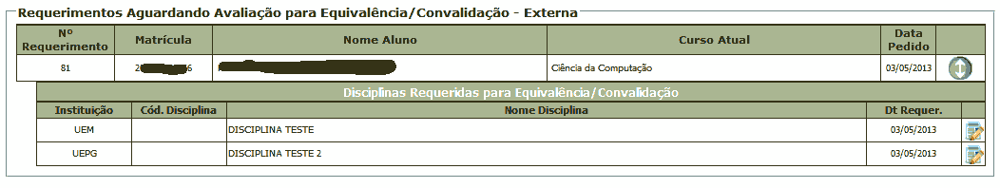 Requerimentos Aguardando Avaliação para Equivalência/Convalidação - Externa
Nº Requerimento Matrícula Nome Aluno Curso Atual Data Pedido
81 2 6 Ciência da Computação 03/05/2013
Disciplinas Requeridas para Equivalência/Convalidação
Instituição Cód. Disciplina Nome Disciplina Dt Requer.
UEM DISCIPLINA TESTE 03/05/2013
UEPG DISCIPLINA TESTE 2 03/05/2013